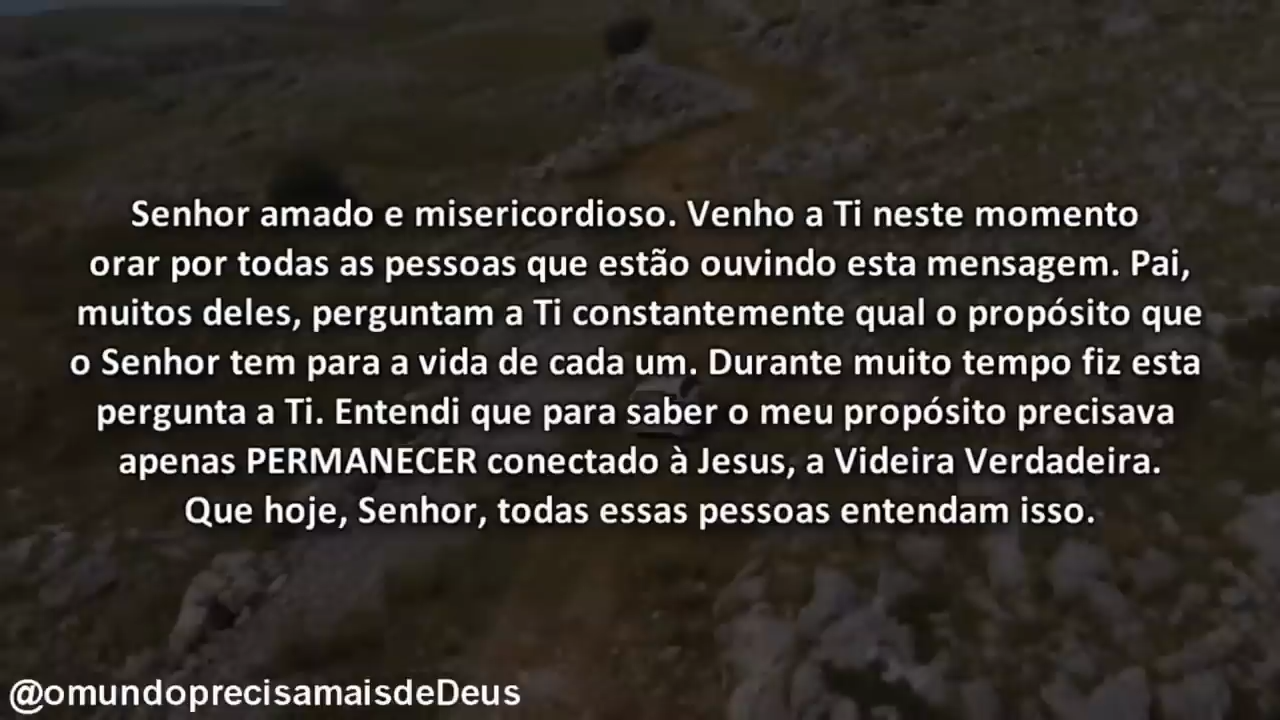 Senhor amado e misericordioso. Venho a Ti neste momento
orar por todas as pessoas que estão ouvindo esta mensagem. Pai,
muitos deles, perguntam a Ti constantemente qual o propósito que
o Senhor tem para a vida de cada um. Durante muito tempo fiz esta
pergunta a Ti. Entendi que para saber o meu propósito precisava
apenas PERMANECER conectado à Jesus, a Videira Verdadeira.
Que hoje, Senhor, todas essas pessoas entendam isso.
@omundoprecisamaisdeDeus